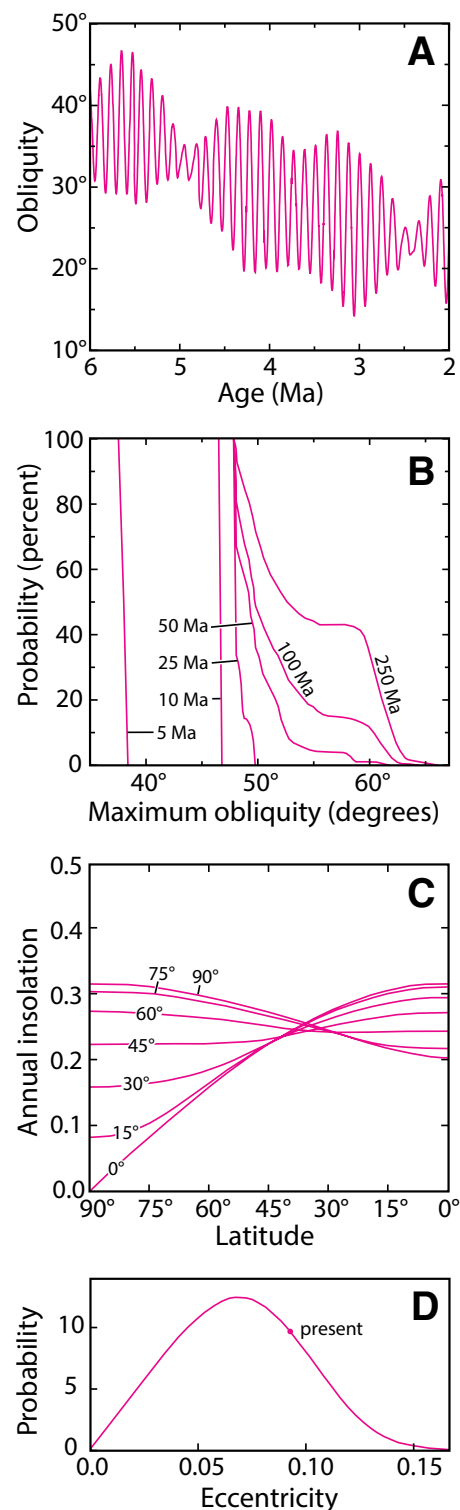 A
50°
40°
30°
20°
10°
Obliquity
6 5 4 3 2
Age (Ma)
B
100
80
60
40
20
0
Probability (percent)
50 Ma
25 Ma
10 Ma
5 Ma
100 Ma
250 Ma
40° 50° 60°
Maximum obliquity (degrees)
C
0.5
0.4
0.3
0.2
0.1
0.0
Annual insolation
75° 90°
60°
45°
30°
15°
0°
90° 75° 60° 45° 30° 15° 0°
Latitude
D
10
5
0
Probability
present
0.0 0.05 0.10 0.15
Eccentricity